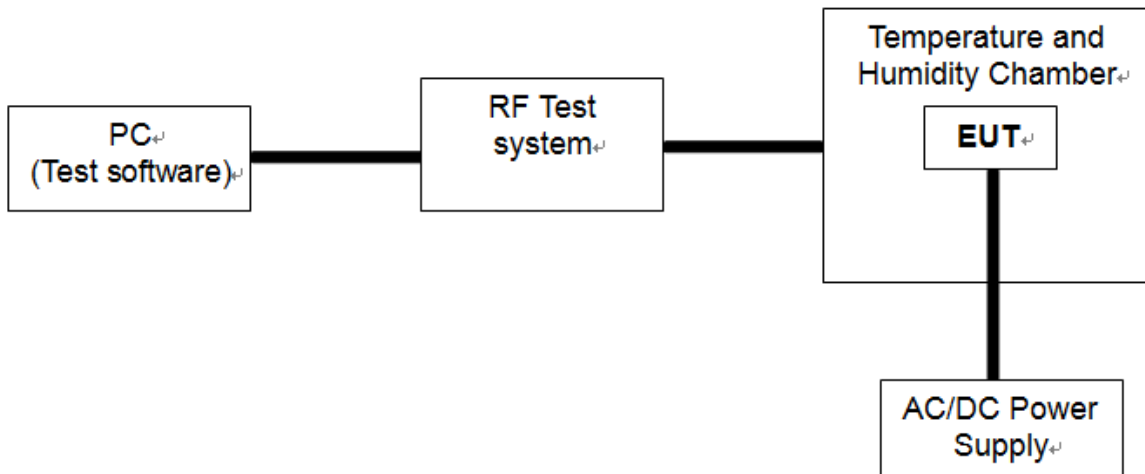 PC
(Test software)
RF Test
system
Temperature and
Humidity Chamber
EUT
AC/DC Power
Supply